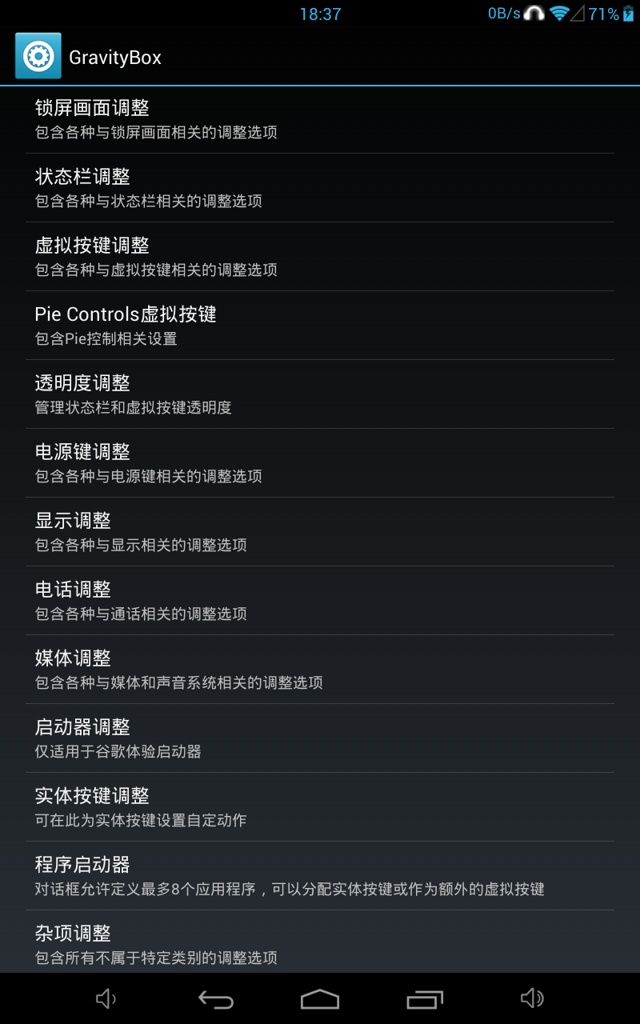 18:37
0B/s
71%
GravityBox
锁屏画面调整
包含各种与锁屏画面相关的调整选项
状态栏调整
包含各种与状态栏相关的调整选项
虚拟按键调整
包含各种与虚拟按键相关的调整选项
Pie Controls虚拟按键
包含Pie控制相关设置
透明度调整
管理状态栏和虚拟按键透明度
电源键调整
包含各种与电源键相关的调整选项
显示调整
包含各种与显示相关的调整选项
电话调整
包含各种与通话相关的调整选项
媒体调整
包含各种与媒体和声音系统相关的调整选项
启动器调整
仅适用于谷歌体验启动器
实体按键调整
可在此为实体按键设置自定动作
程序启动器
对话框允许定义最多8个应用程序，可以分配实体按键或作为额外的虚拟按键
杂项调整
包含所有不属于特定类别的调整选项